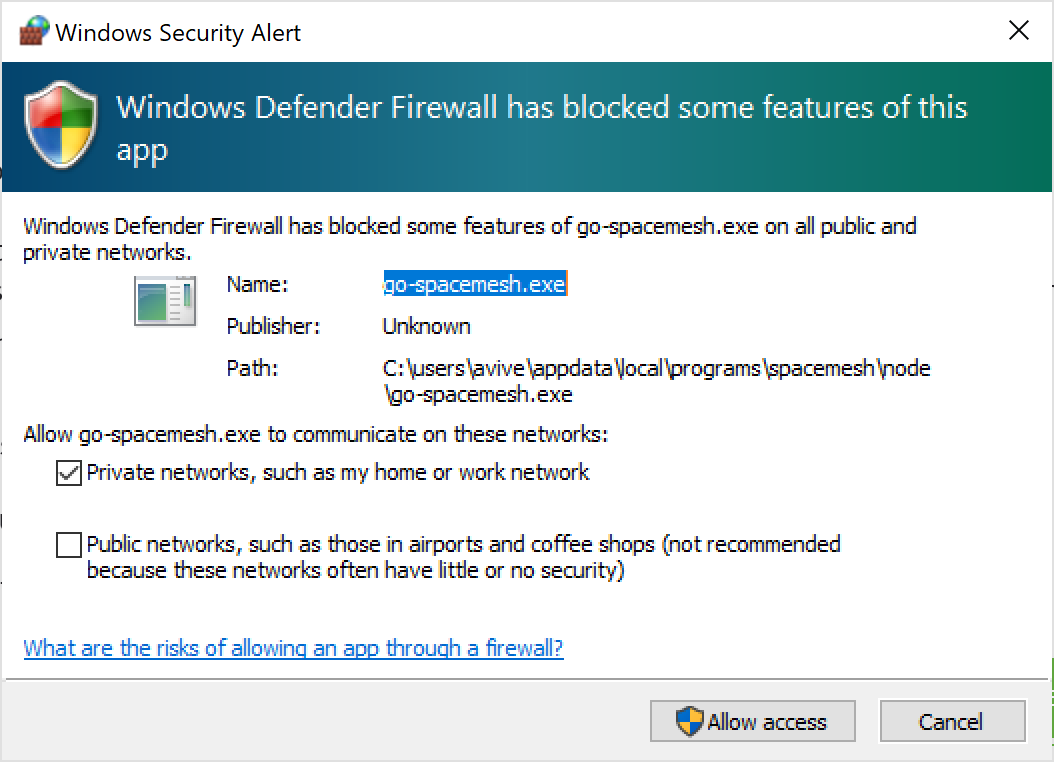 Windows Security Alert
Windows Defender Firewall has blocked some features of this
app
Windows Defender Firewall has blocked some features of go-spacemesh.exe on all public and
private networks.
Name: go-spacemesh.exe
Publisher: Unknown
Path: C:\users\avive\appdata\local\programs\spacemesh\node
\go-spacemesh.exe
Allow go-spacemesh.exe to communicate on these networks:
Private networks, such as my home or work network
Public networks, such as those in airports and coffee shops (not recommended
because these networks often have little or no security)
What are the risks of allowing an app through a firewall?
Allow access Cancel